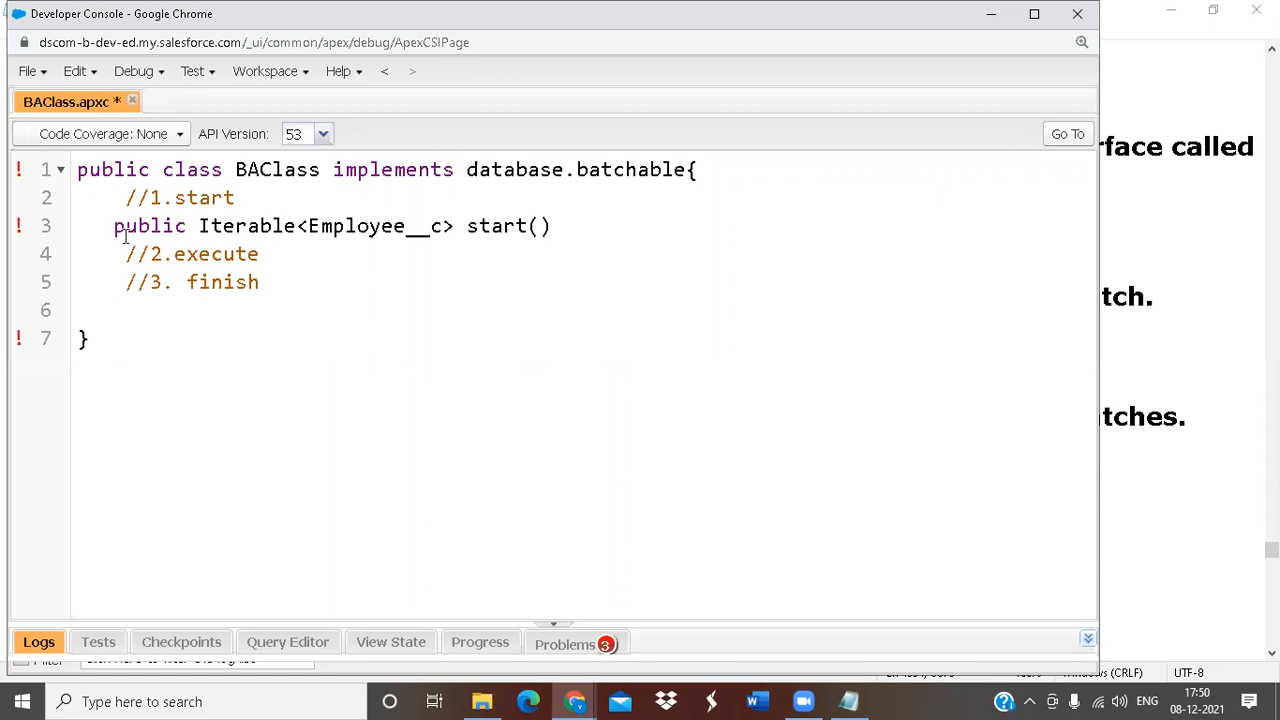 Developer Console - Google Chrome
dscom-b-dev-ed.my.salesforce.com/_ui/common/apex/debug/ApexCSIPage
File Edit Debug Test Workspace Help < >
BAClass.apxc *
Code Coverage: None API Version: 53 Go To
! 1 public class BAClass implements database.batchable{
2 //1.start
! 3 public Iterable<Employee__c> start()
4 //2.execute
5 //3. finish
6
! 7 }
rface called
tch.
tches.
Logs Tests Checkpoints Query Editor View State Progress Problems 3
Filter
(CRLF) UTF-8
Type here to search
ENG
17:50
08-12-2021